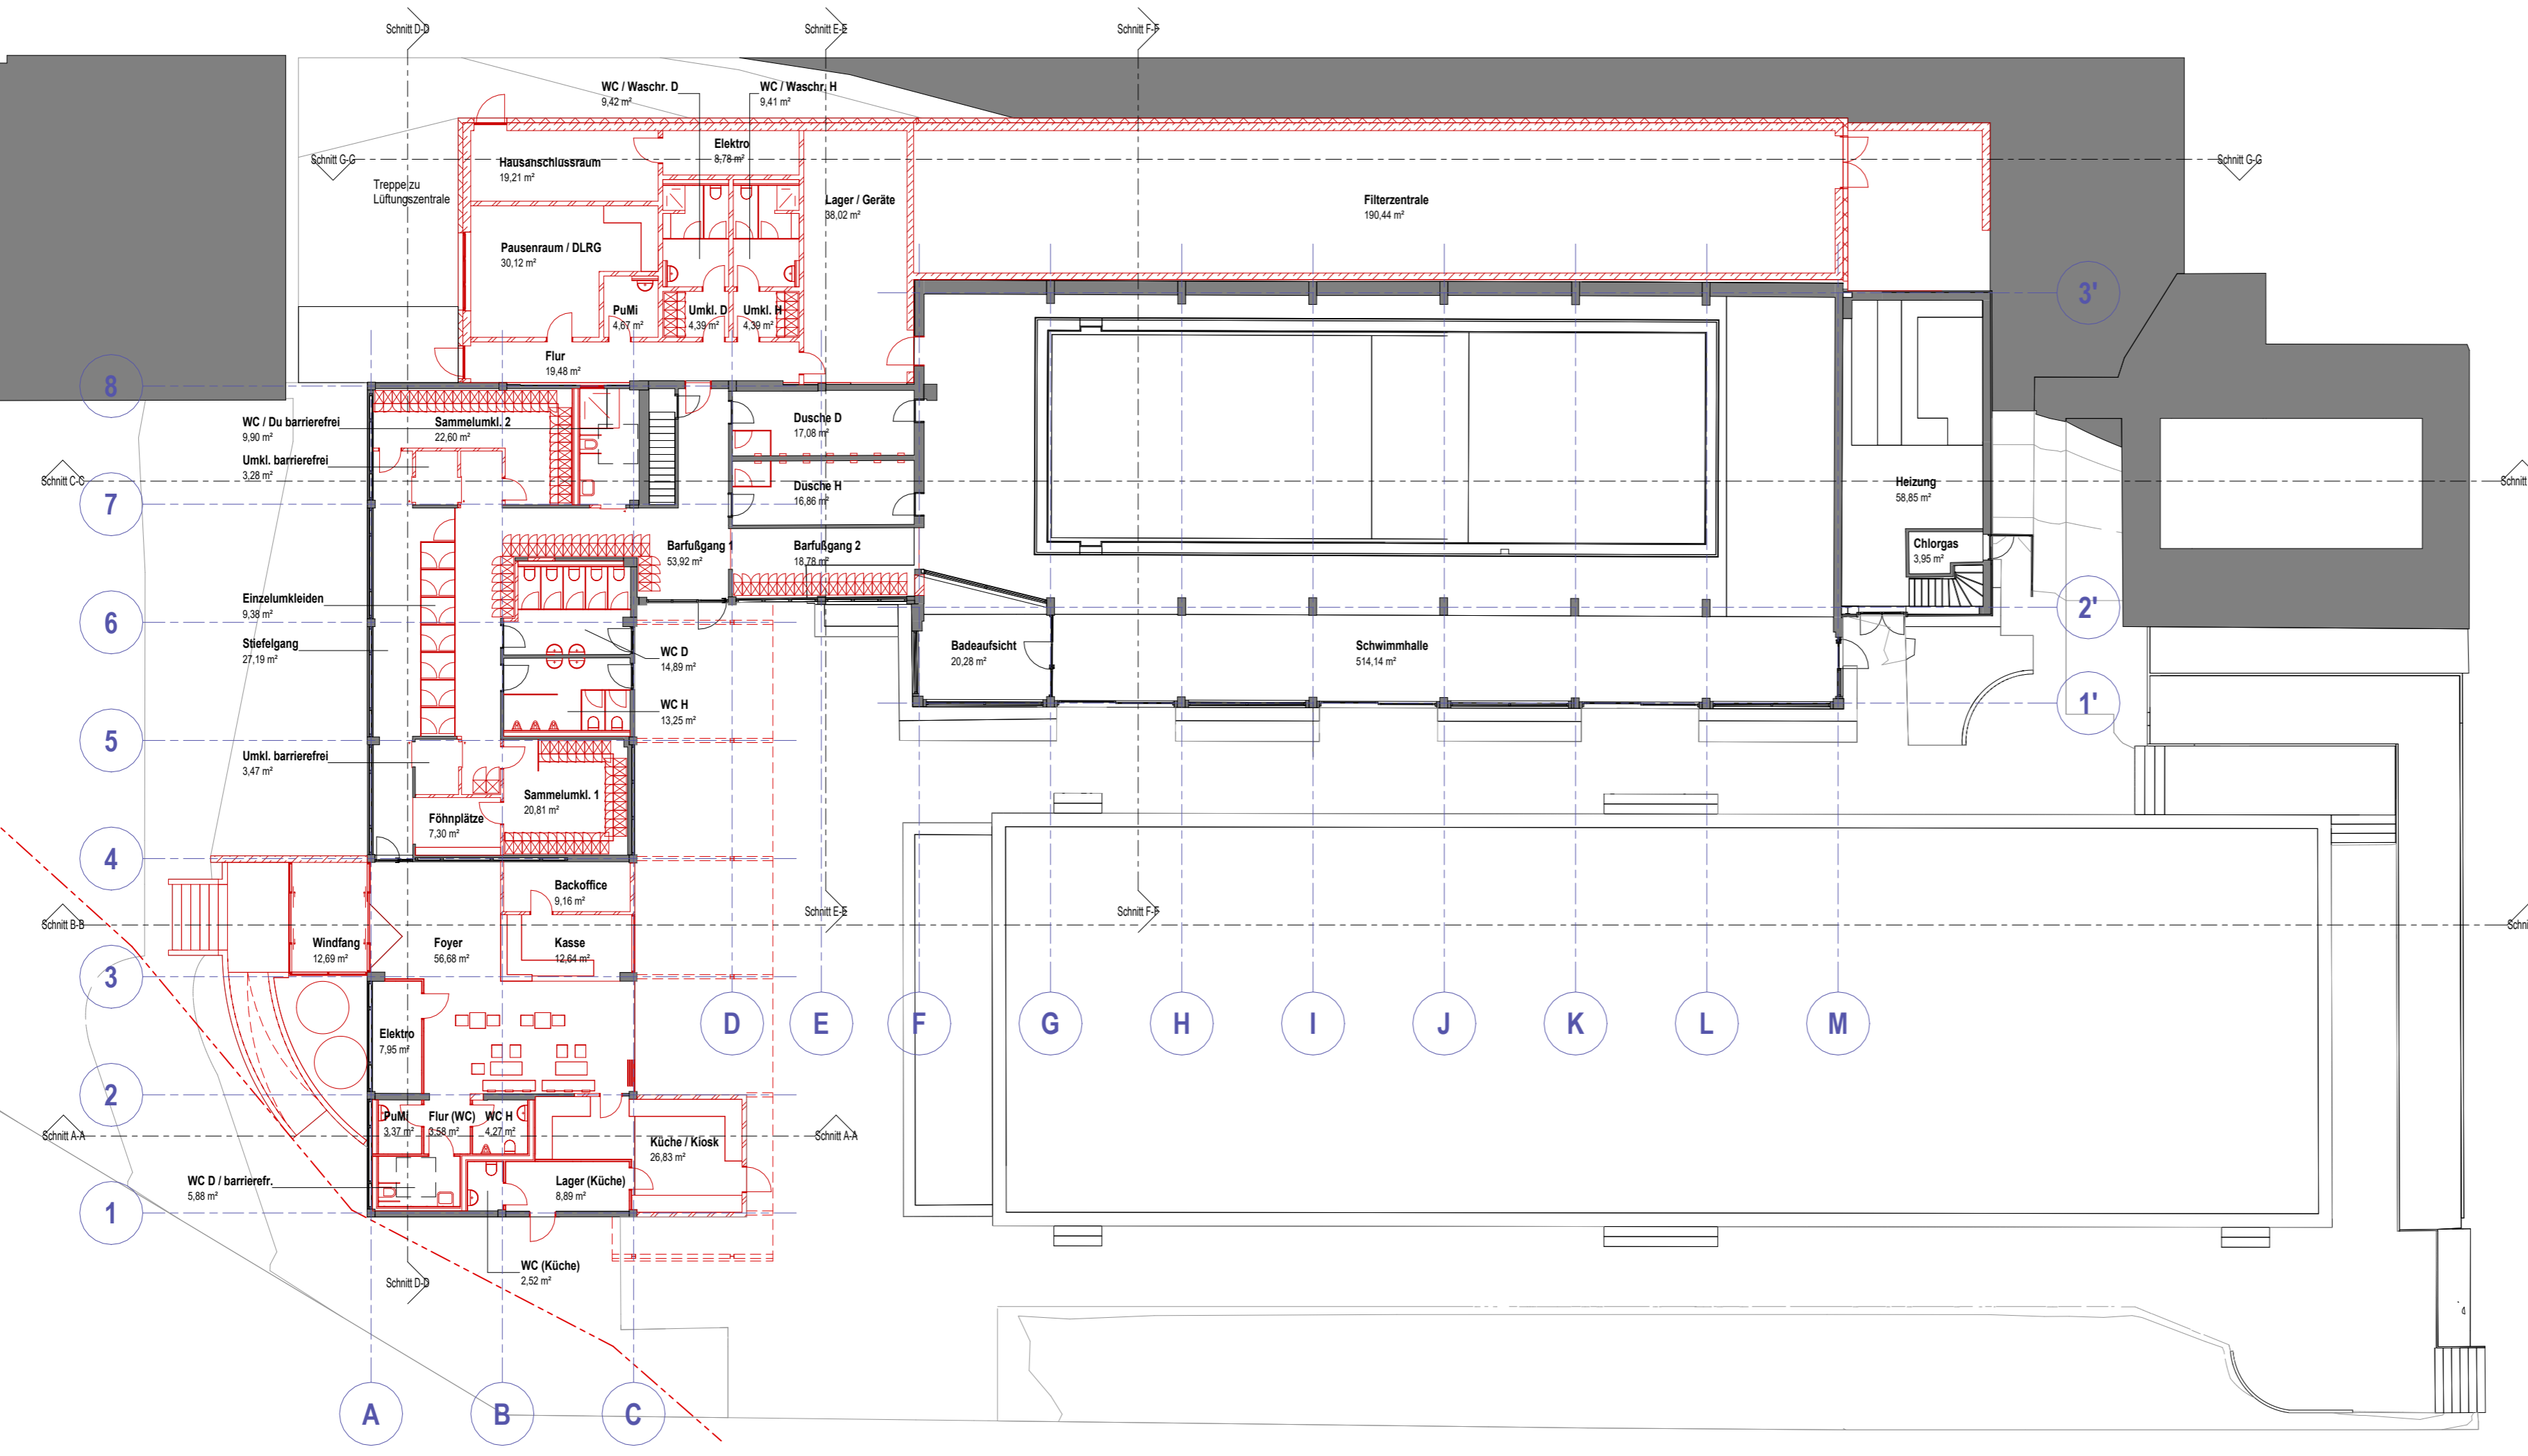 Schnitt D-D
Schnitt E-E
Schnitt F-F
WC / Waschr. D
9,42 m²
WC / Waschr. H
9,41 m²
Schnitt G-G
Hausanschlussraum
19,21 m²
Elektro
8,78 m²
Schnitt G-G
Treppe zu
Lüftungszentrale
Lager / Geräte
38,02 m²
Filterzentrale
190,44 m²
Pausenraum / DLRG
30,12 m²
3'
PuMi
4,67 m²
Umkl. D
4,39 m²
Umkl. H
4,39 m²
Flur
19,48 m²
8
WC / Du barrierefrei
9,90 m²
Sammelumkl. 2
22,60 m²
Dusche D
17,08 m²
Umkl. barrierefrei
3,28 m²
Schnitt C-C
Dusche H
16,86 m²
Heizung
58,85 m²
Schnitt
7
Barfußgang 1
53,92 m²
Barfußgang 2
18,78 m²
Chlorgas
3,95 m²
Einzelumkleiden
9,38 m²
6
2'
Stiefelgang
27,19 m²
WC D
14,89 m²
Badeaufsicht
20,28 m²
Schwimmhalle
514,14 m²
WC H
13,25 m²
1'
5
Umkl. barrierefrei
3,47 m²
Sammelumkl. 1
20,81 m²
Föhnplätze
7,30 m²
4
Backoffice
9,16 m²
Schnitt E-E
Schnitt F-F
Schnitt B-B
Schni
Windfang
12,69 m²
Foyer
56,68 m²
Kasse
12,64 m²
3
D
E
F
G
H
I
J
K
L
M
Elektro
7,95 m²
2
PuMi
3,37 m²
Flur (WC)
3,58 m²
WC H
4,27 m²
Schnitt A-A
Schnitt A-A
Küche / Kiosk
26,83 m²
WC D / barrierefr.
5,88 m²
Lager (Küche)
8,89 m²
1
WC (Küche)
2,52 m²
Schnitt D-D
A
B
C